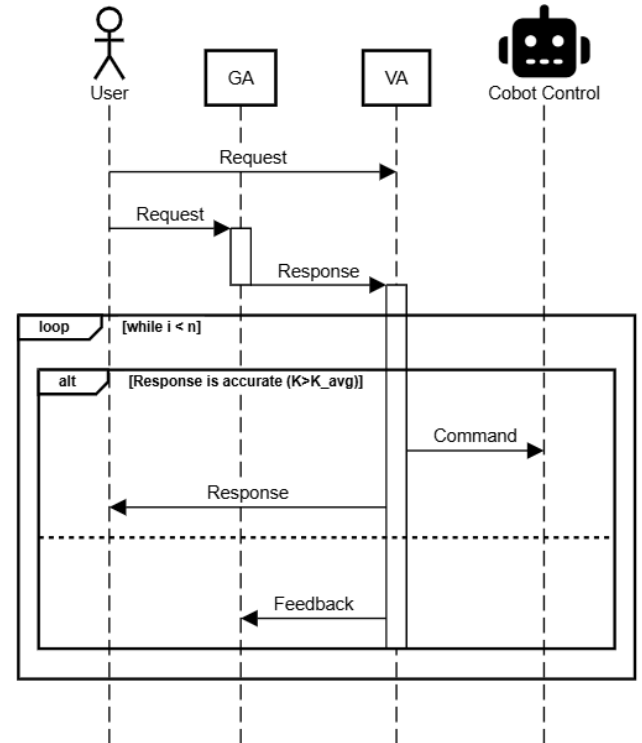 User
GA
VA
Cobot Control
Request
Request
Response
loop [while i < n]
alt [Response is accurate (K>K_avg)]
Command
Response
Feedback